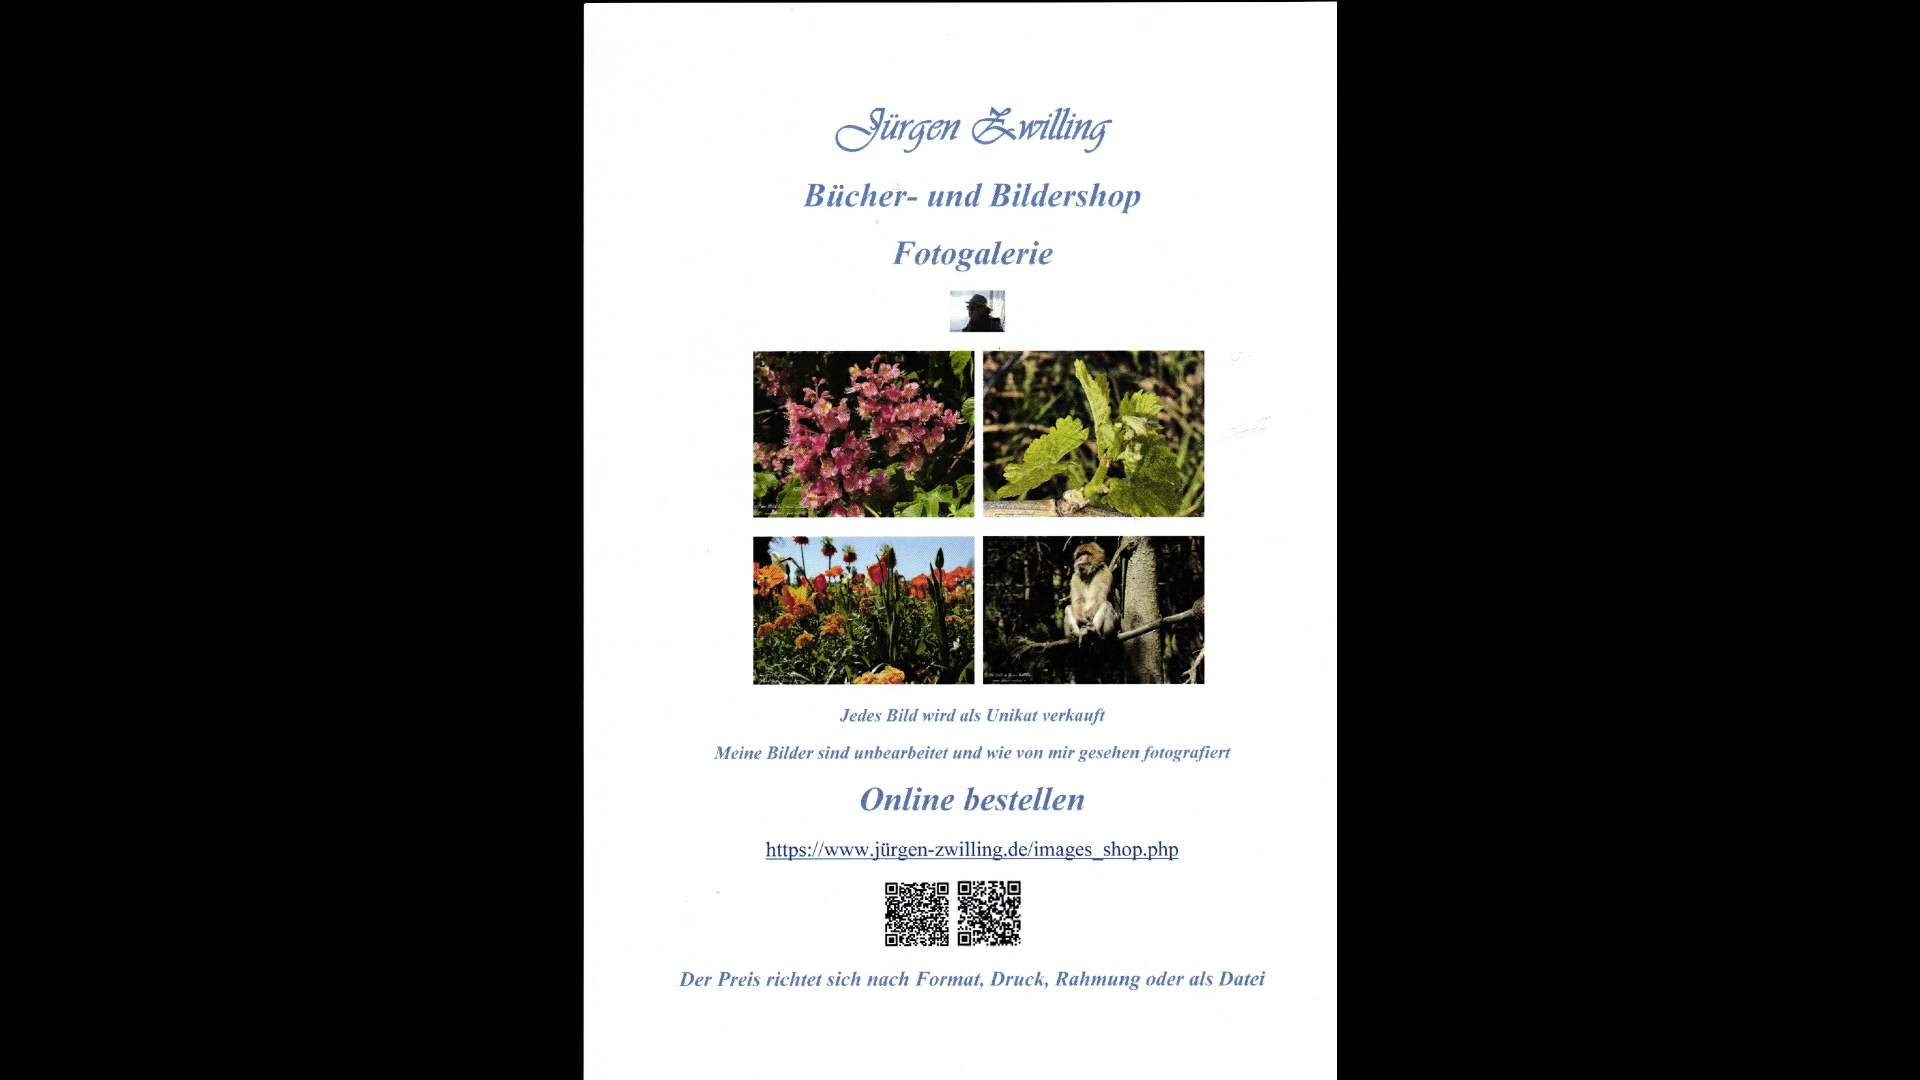 Jürgen Zwilling
Bücher- und Bildershop
Fotogalerie
Jedes Bild wird als Unikat verkauft
Meine Bilder sind unbearbeitet und wie von mir gesehen fotografiert
Online bestellen
https://www.jürgen-zwilling.de/images_shop.php
Der Preis richtet sich nach Format, Druck, Rahmung oder als Datei